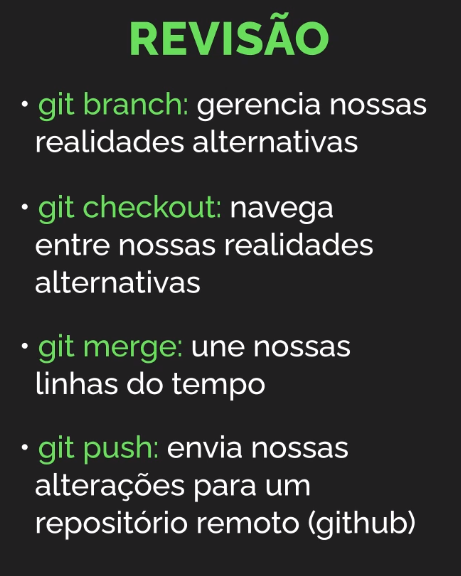 REVISÃO
• git branch: gerencia nossas
realidades alternativas
• git checkout: navega
entre nossas realidades
alternativas
• git merge: une nossas
linhas do tempo
• git push: envia nossas
alterações para um
repositório remoto (github)